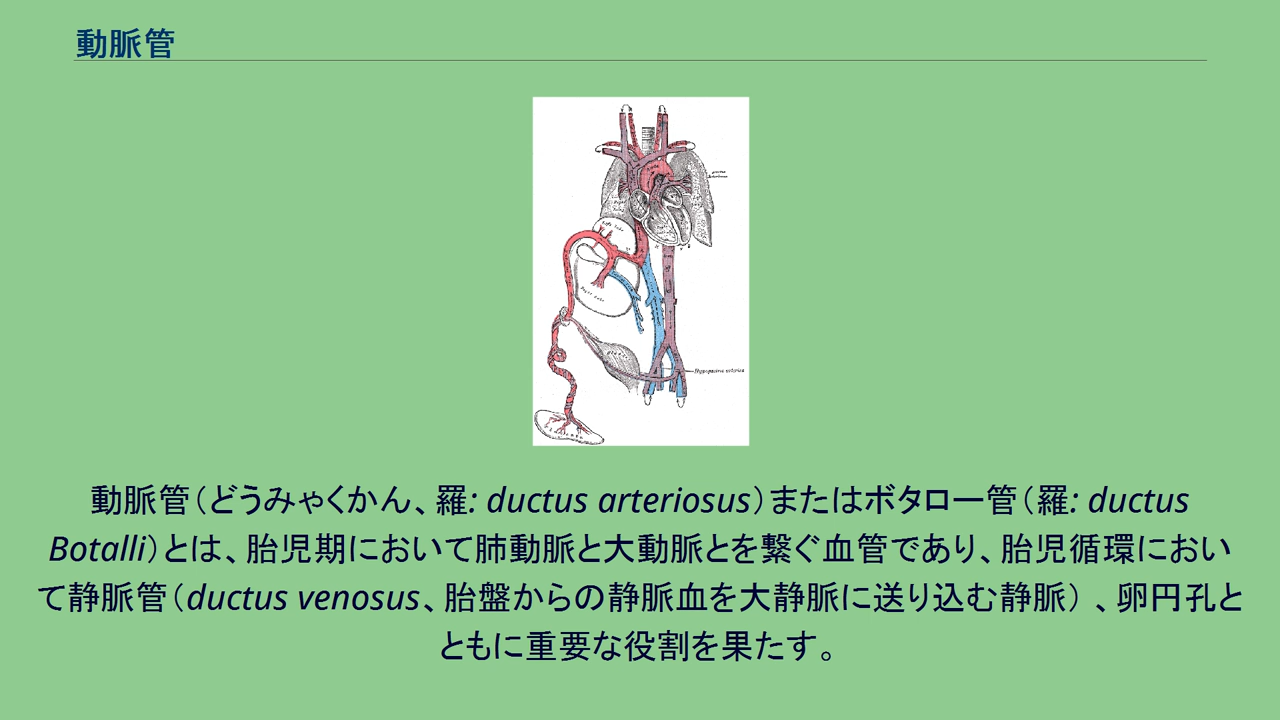 動脈管
動脈管（どうみゃくかん、羅: ductus arteriosus）またはボタロー管（羅: ductus
Botalli）とは、胎児期において肺動脈と大動脈とを繋ぐ血管であり、胎児循環におい
て静脈管（ductus venosus、胎盤からの静脈血を大静脈に送り込む静脈） 、卵円孔と
ともに重要な役割を果たす。